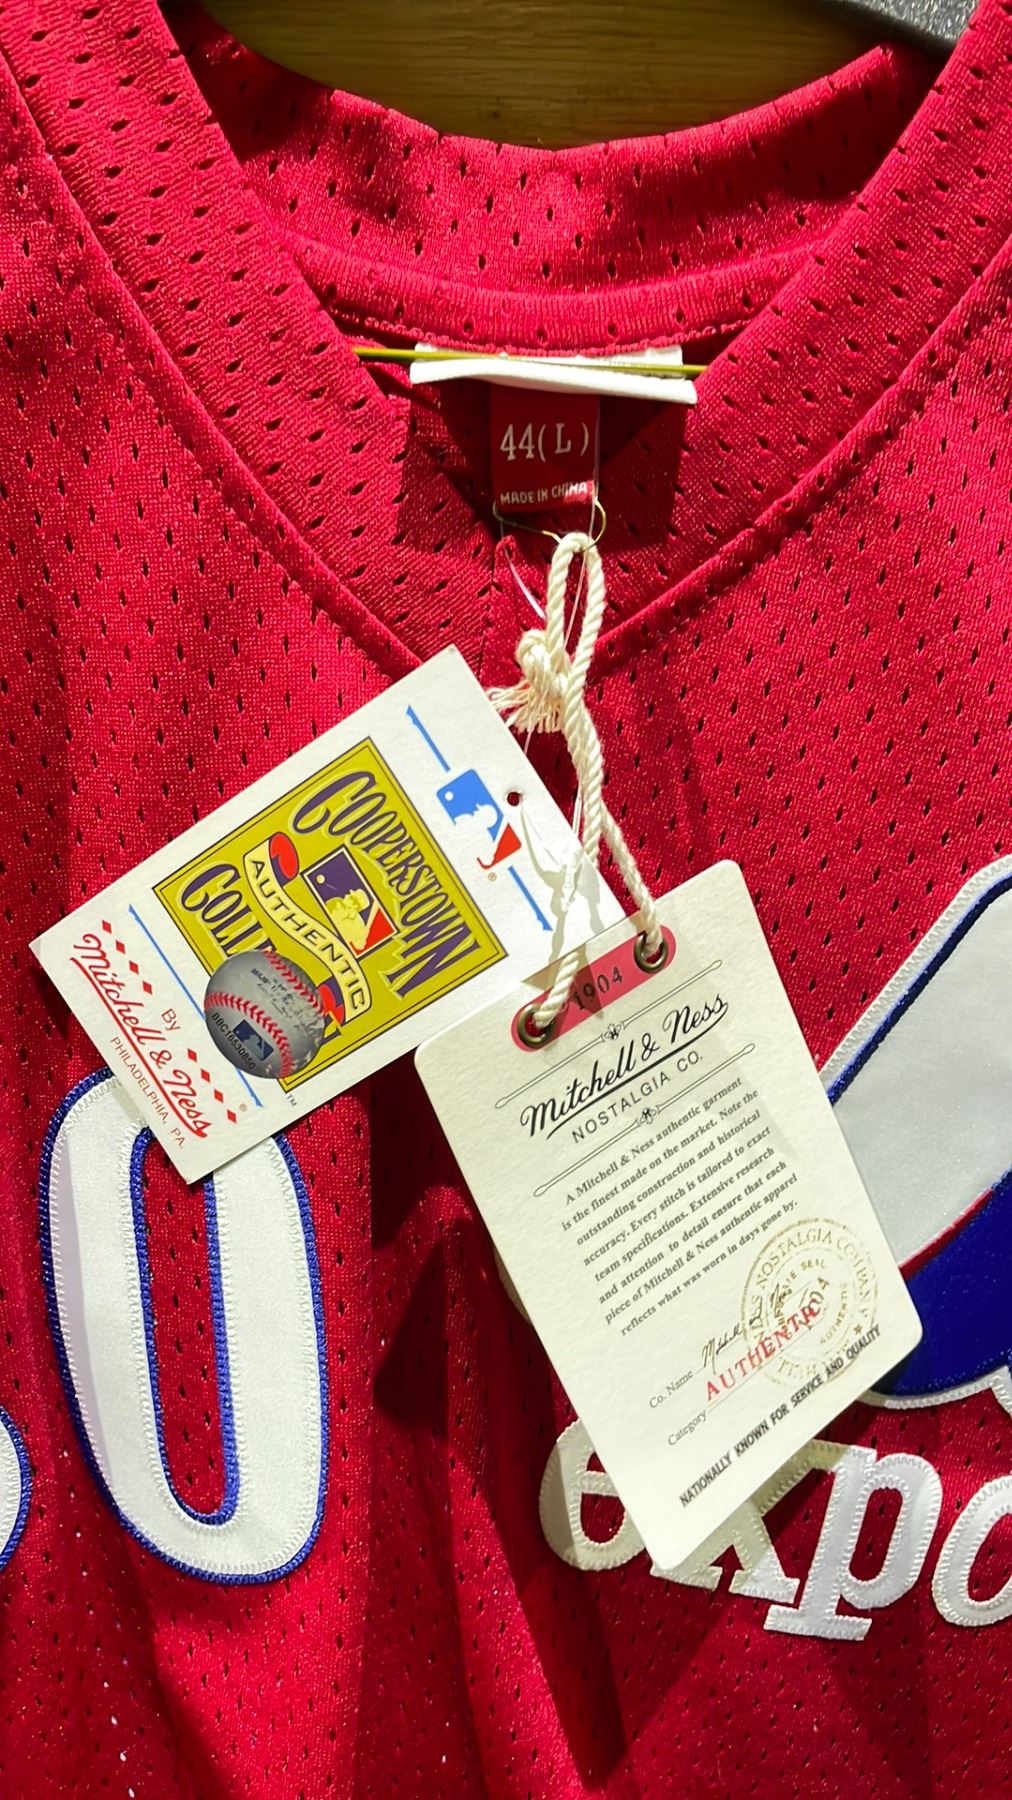 44(L)
MADE IN CHINA
COOPERSTOWN
AUTHENTIC
Mitchell & Ness
By
PHILADELPHIA, PA.
1904
Mitchell & Ness
NOSTALGIA CO.
A Mitchell & Ness authentic garment
is the finest made on the market. Note the
outstanding construction and historical
accuracy. Every stitch is tailored to exact
team specifications. Extensive research
and attention to detail ensure that each
piece of Mitchell & Ness authentic apparel
reflects what was worn in days gone by.
NOSTALGIA COMPANY
Co. Name
Category AUTHENTIC
NATIONALLY KNOWN FOR SERVICE AND QUALITY
0
expo